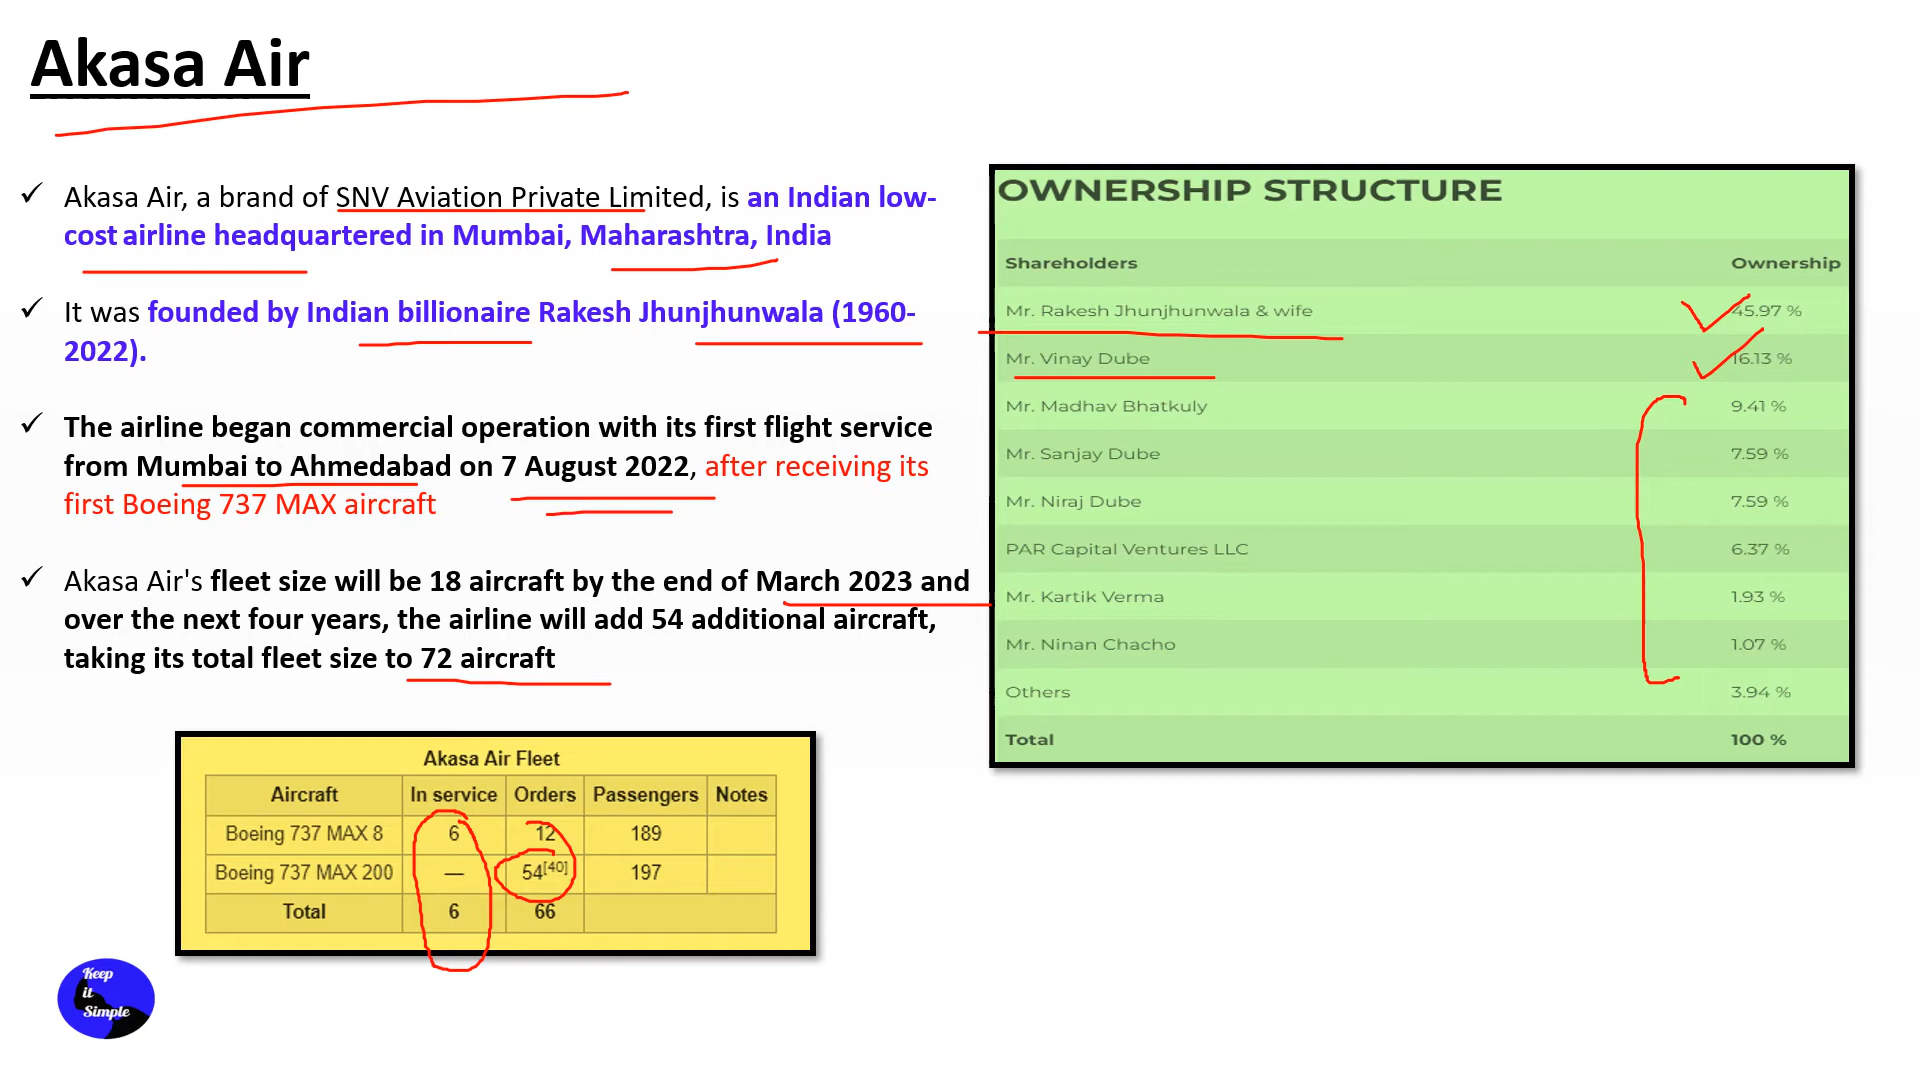 Akasa Air
✓ Akasa Air, a brand of SNV Aviation Private Limited, is an Indian low-
cost airline headquartered in Mumbai, Maharashtra, India
✓ It was founded by Indian billionaire Rakesh Jhunjhunwala (1960-
2022).
✓ The airline began commercial operation with its first flight service
from Mumbai to Ahmedabad on 7 August 2022, after receiving its
first Boeing 737 MAX aircraft
✓ Akasa Air's fleet size will be 18 aircraft by the end of March 2023 and
over the next four years, the airline will add 54 additional aircraft,
taking its total fleet size to 72 aircraft
Akasa Air Fleet
Aircraft In service Orders Passengers Notes
Boeing 737 MAX 8 6 12 189
Boeing 737 MAX 200 — 54[40] 197
Total 6 66
Keep
it
Simple
OWNERSHIP STRUCTURE
Shareholders Ownership
Mr. Rakesh Jhunjhunwala & wife 45.97 %
Mr. Vinay Dube 16.13 %
Mr. Madhav Bhatkuly 9.41 %
Mr. Sanjay Dube 7.59 %
Mr. Niraj Dube 7.59 %
PAR Capital Ventures LLC 6.37 %
Mr. Kartik Verma 1.93 %
Mr. Ninan Chacho 1.07 %
Others 3.94 %
Total 100 %